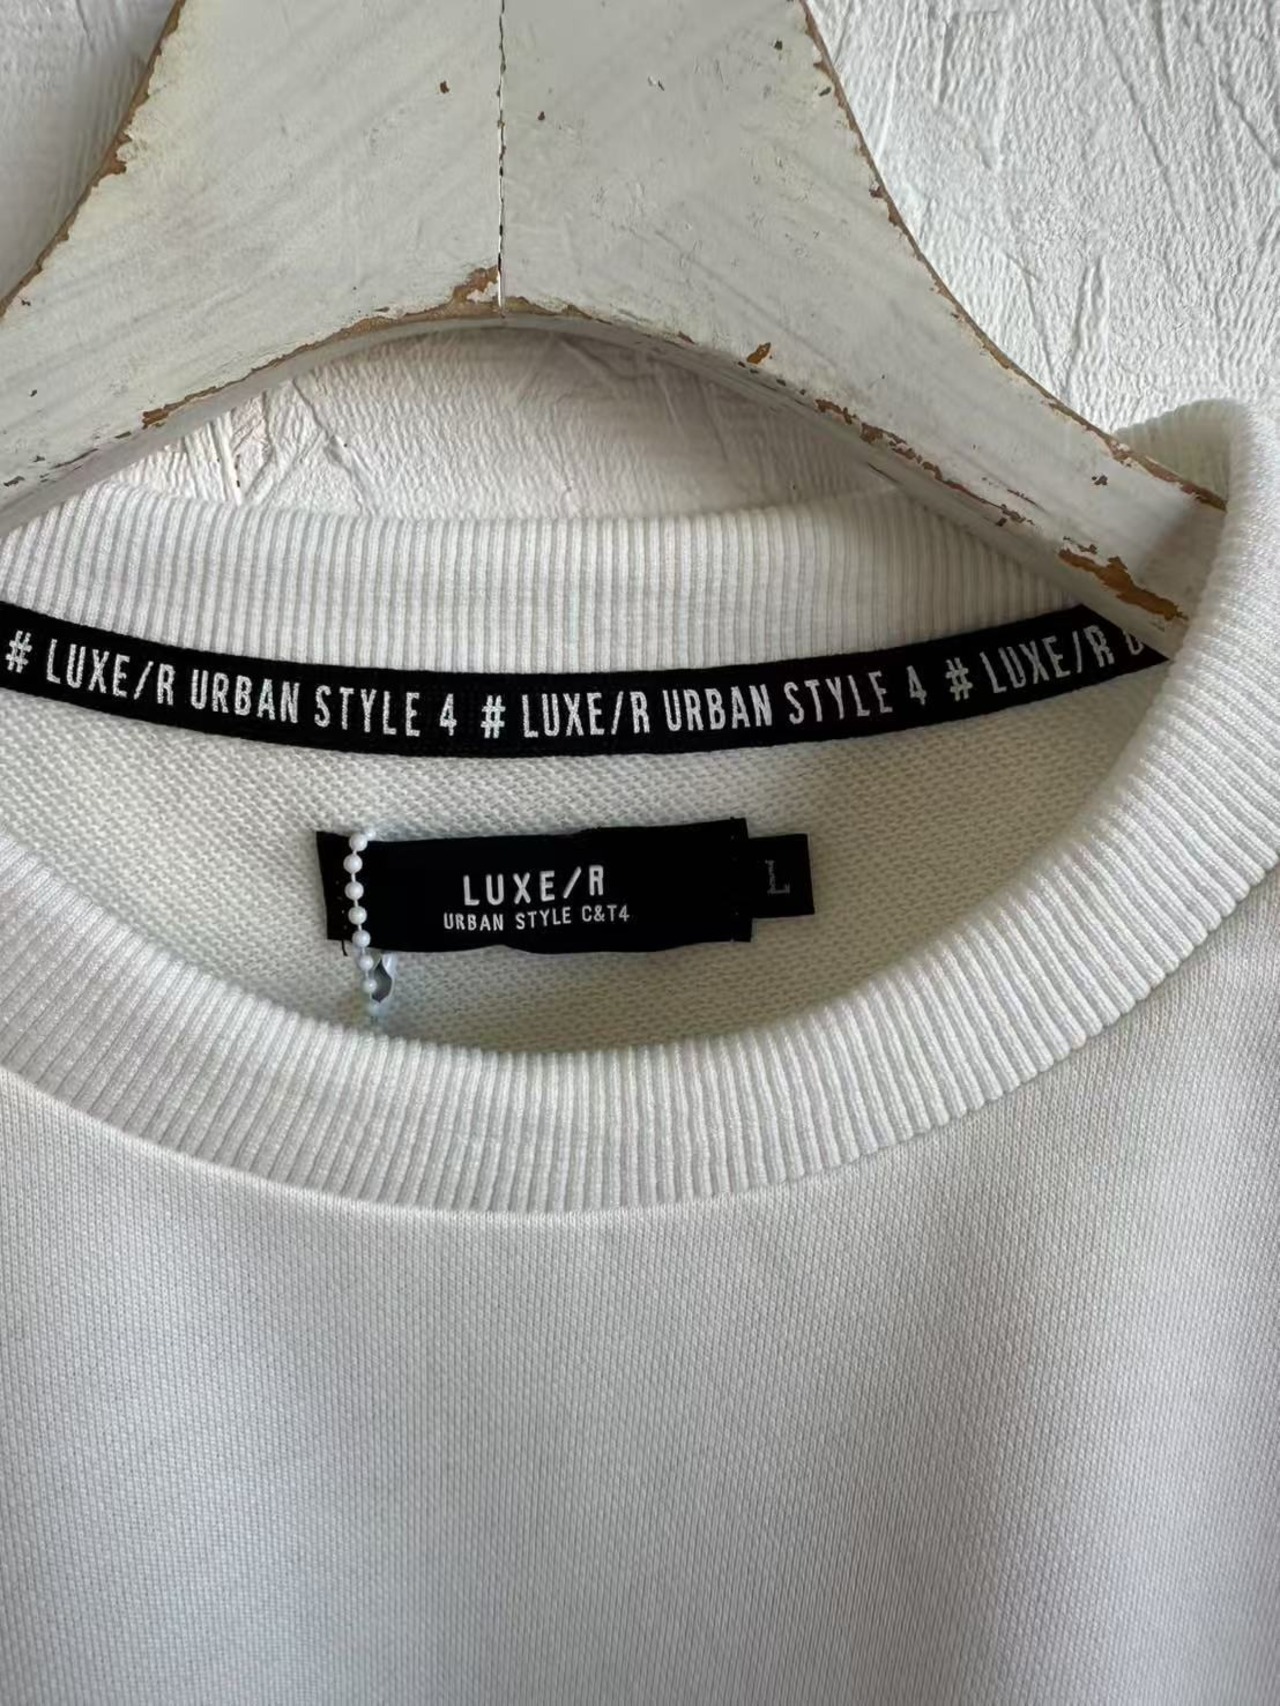 # LUXE/R URBAN STYLE 4 # LUXE/R URBAN STYLE 4 # LUXE/R
LUXE/R
URBAN STYLE C&T4
L